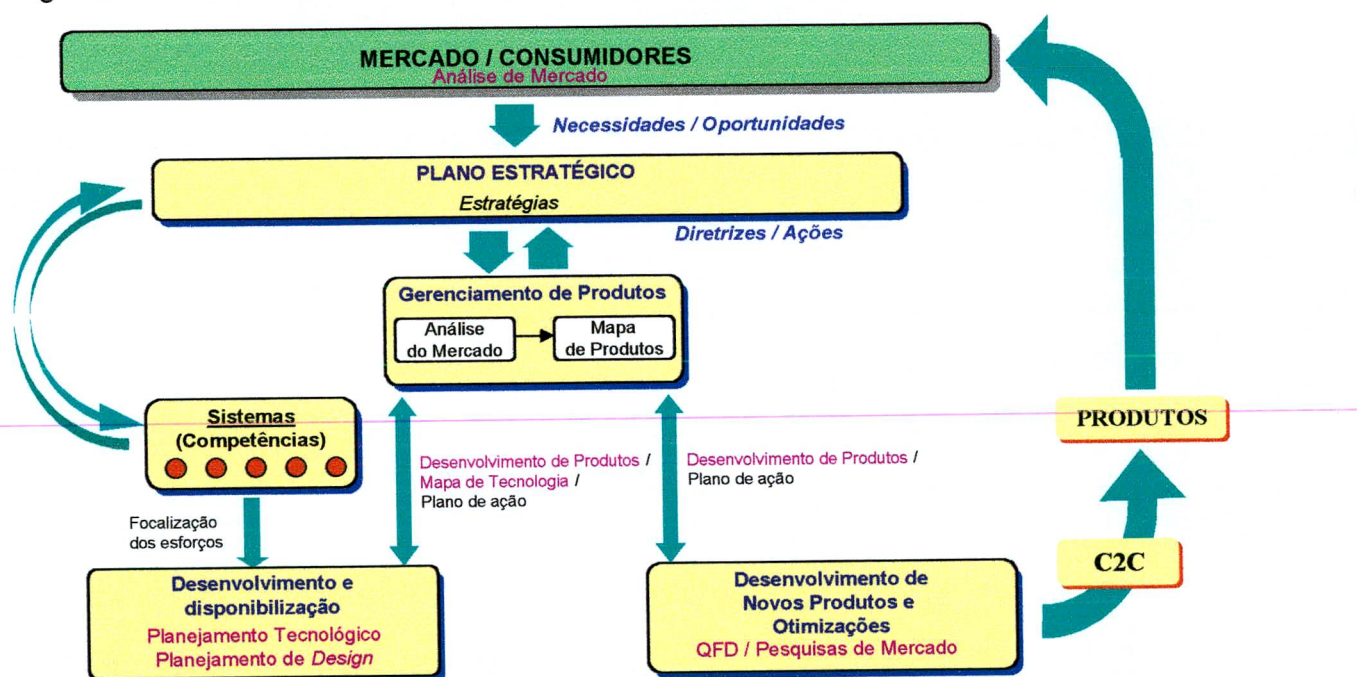 MERCADO / CONSUMIDORES
Análise de Mercado
Necessidades / Oportunidades
PLANO ESTRATÉGICO
Estratégias
Diretrizes / Ações
Gerenciamento de Produtos
Análise
do Mercado
Mapa
de Produtos
Sistemas
(Competências)
Desenvolvimento de Produtos /
Mapa de Tecnologia /
Plano de ação
Desenvolvimento de Produtos /
Plano de ação
PRODUTOS
Focalização
dos esforços
C2C
Desenvolvimento e
disponibilização
Planejamento Tecnológico
Planejamento de Design
Desenvolvimento de
Novos Produtos e
Otimizações
QFD / Pesquisas de Mercado